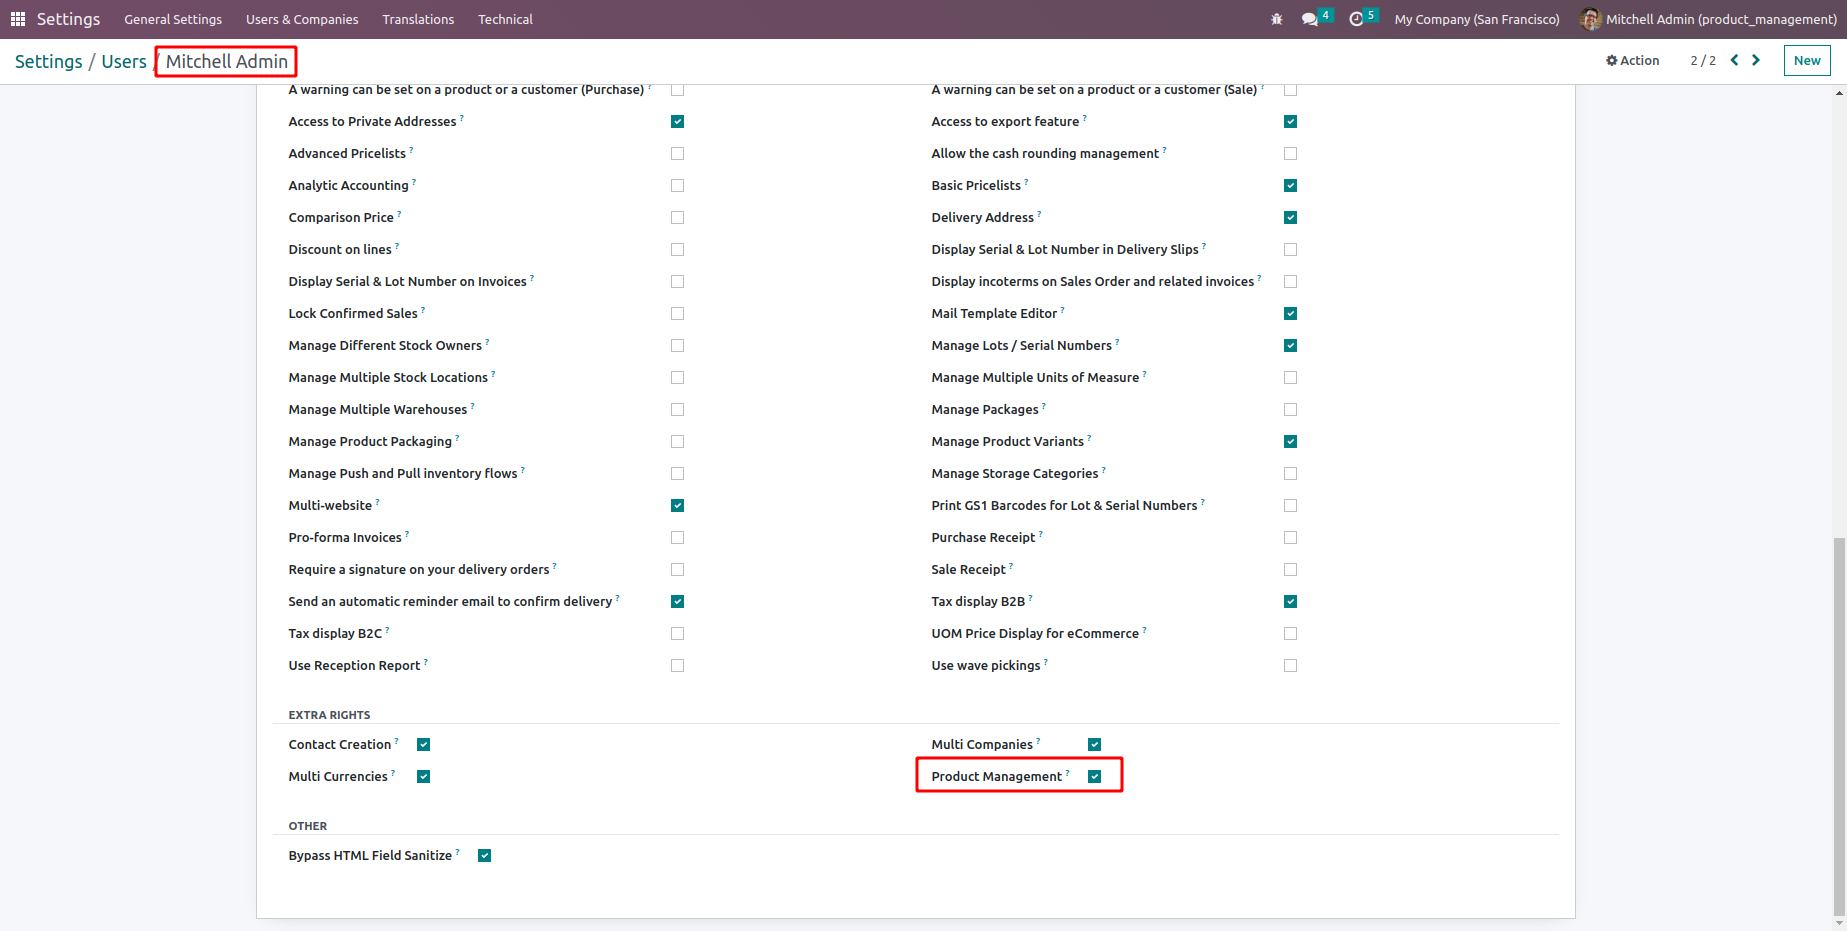 Settings General Settings Users & Companies Translations Technical 4 5 My Company (San Francisco) Mitchell Admin (product_management)
Settings / Users / Mitchell Admin Action 2 / 2 New
A warning can be set on a product or a customer (Purchase) ? A warning can be set on a product or a customer (Sale) ?
Access to Private Addresses ? Access to export feature ?
Advanced Pricelists ? Allow the cash rounding management ?
Analytic Accounting ? Basic Pricelists ?
Comparison Price ? Delivery Address ?
Discount on lines ? Display Serial & Lot Number in Delivery Slips ?
Display Serial & Lot Number on Invoices ? Display incoterms on Sales Order and related invoices ?
Lock Confirmed Sales ? Mail Template Editor ?
Manage Different Stock Owners ? Manage Lots / Serial Numbers ?
Manage Multiple Stock Locations ? Manage Multiple Units of Measure ?
Manage Multiple Warehouses ? Manage Packages ?
Manage Product Packaging ? Manage Product Variants ?
Manage Push and Pull inventory flows ? Manage Storage Categories ?
Multi-website ? Print GS1 Barcodes for Lot & Serial Numbers ?
Pro-forma Invoices ? Purchase Receipt ?
Require a signature on your delivery orders ? Sale Receipt ?
Send an automatic reminder email to confirm delivery ? Tax display B2B ?
Tax display B2C ? UOM Price Display for eCommerce ?
Use Reception Report ? Use wave pickings ?
EXTRA RIGHTS
Contact Creation ? Multi Companies ?
Multi Currencies ? Product Management ?
OTHER
Bypass HTML Field Sanitize ?